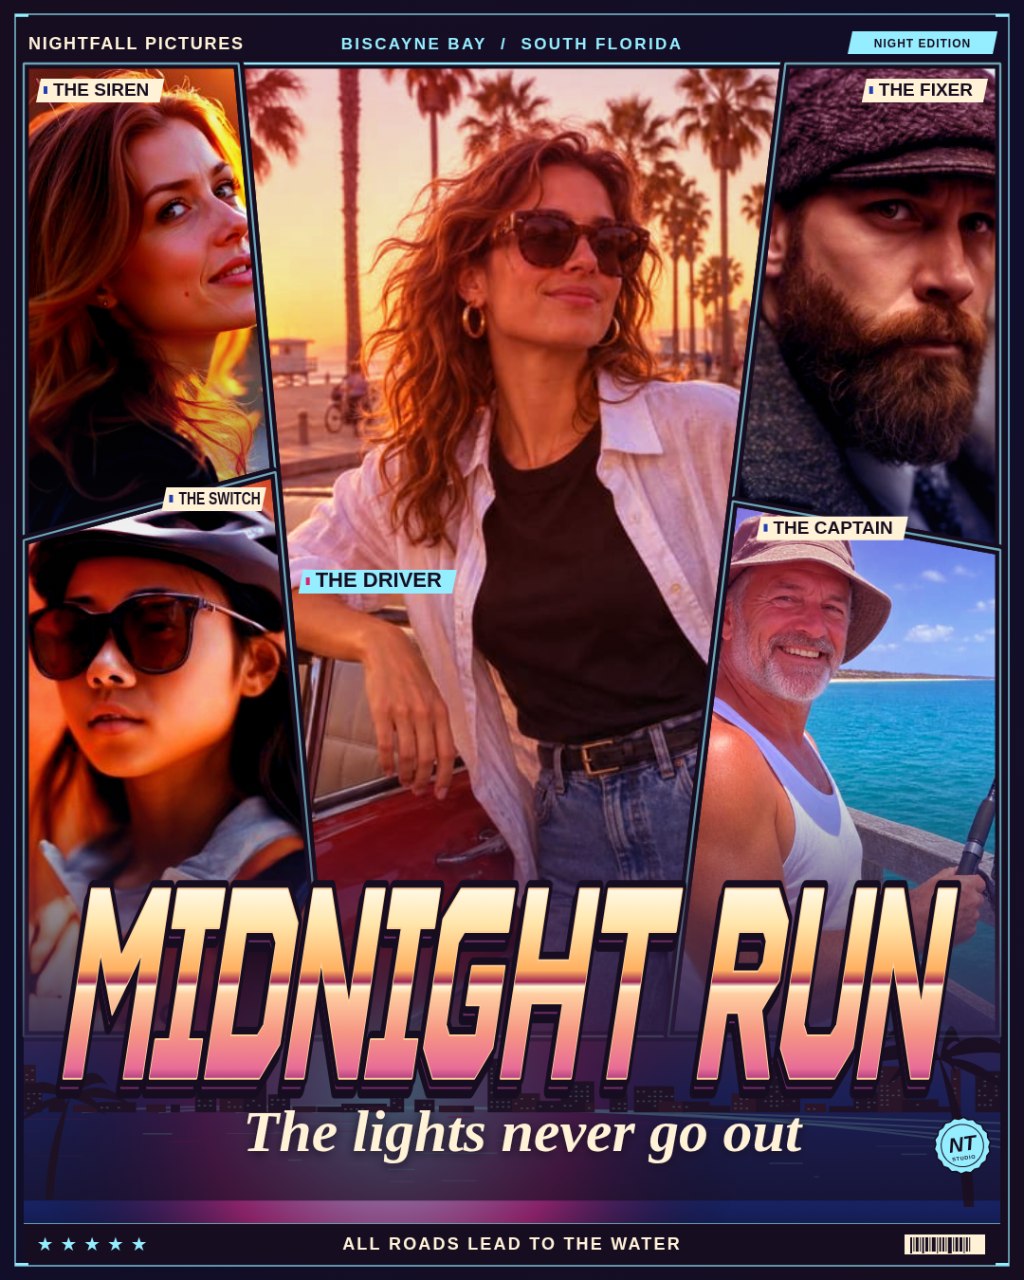 NIGHTFALL PICTURES
BISCAYNE BAY / SOUTH FLORIDA
NIGHT EDITION
THE SIREN
THE FIXER
THE SWITCH
THE CAPTAIN
THE DRIVER
MIDNIGHT RUN
The lights never go out
NT
STUDIO
ALL ROADS LEAD TO THE WATER